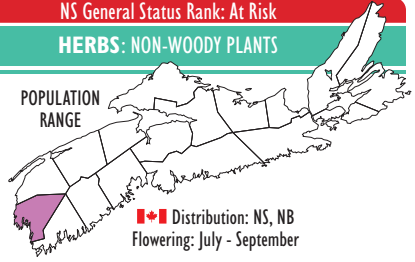 NS General Status Rank: At Risk
HERBS: NON-WOODY PLANTS
POPULATION
RANGE
Distribution: NS, NB
Flowering: July - September